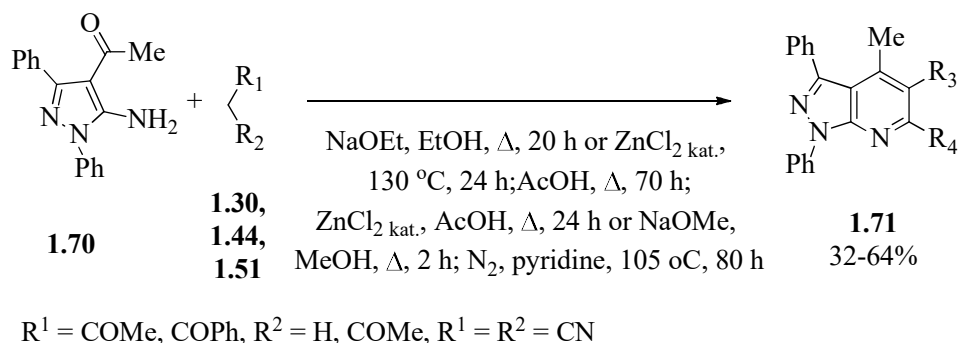 O
Me
Ph
N
N
NH2
Ph
1.70
+
R1
R2
1.30,
1.44,
1.51
NaOEt, EtOH, Δ, 20 h or ZnCl2 kat.,
130 °C, 24 h;AcOH, Δ, 70 h;
ZnCl2 kat., AcOH, Δ, 24 h or NaOMe,
MeOH, Δ, 2 h; N2, pyridine, 105 oC, 80 h
Ph
Me
R3
N
N
N
R4
Ph
1.71
32-64%
R1 = COMe, COPh, R2 = H, COMe, R1 = R2 = CN